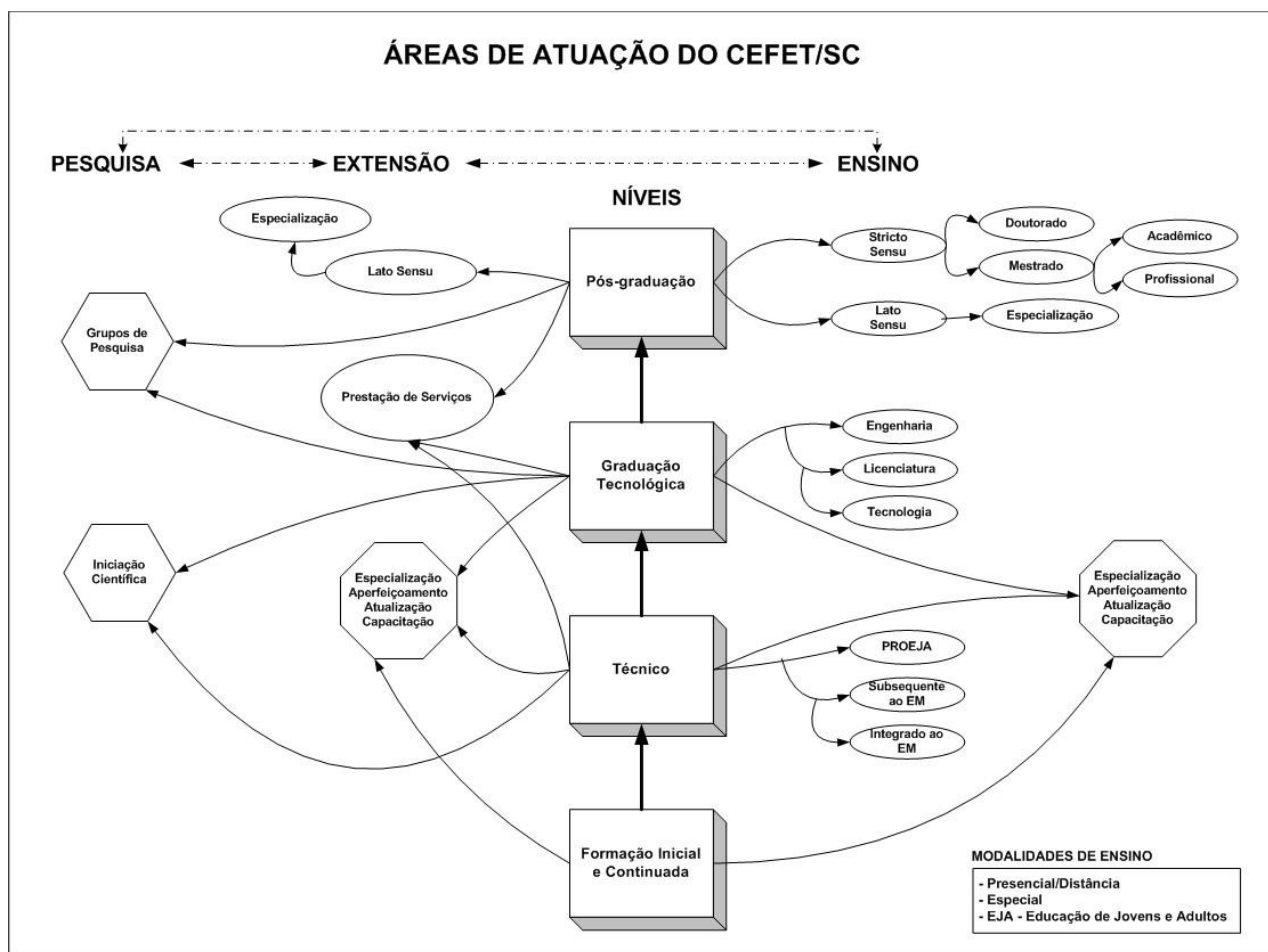 ÁREAS DE ATUAÇÃO DO CEFET/SC
PESQUISA
EXTENSÃO
ENSINO
NÍVEIS
Especialização
Lato Sensu
Pós-graduação
Stricto
Sensu
Doutorado
Mestrado
Acadêmico
Profissional
Lato
Sensu
Especialização
Grupos de
Pesquisa
Prestação de Serviços
Graduação
Tecnológica
Engenharia
Licenciatura
Tecnologia
Iniciação
Científica
Especialização
Aperfeiçoamento
Atualização
Capacitação
Especialização
Aperfeiçoamento
Atualização
Capacitação
Técnico
PROEJA
Subsequente
ao EM
Integrado ao
EM
Formação Inicial
e Continuada
MODALIDADES DE ENSINO
- Presencial/Distância
- Especial
- EJA - Educação de Jovens e Adultos